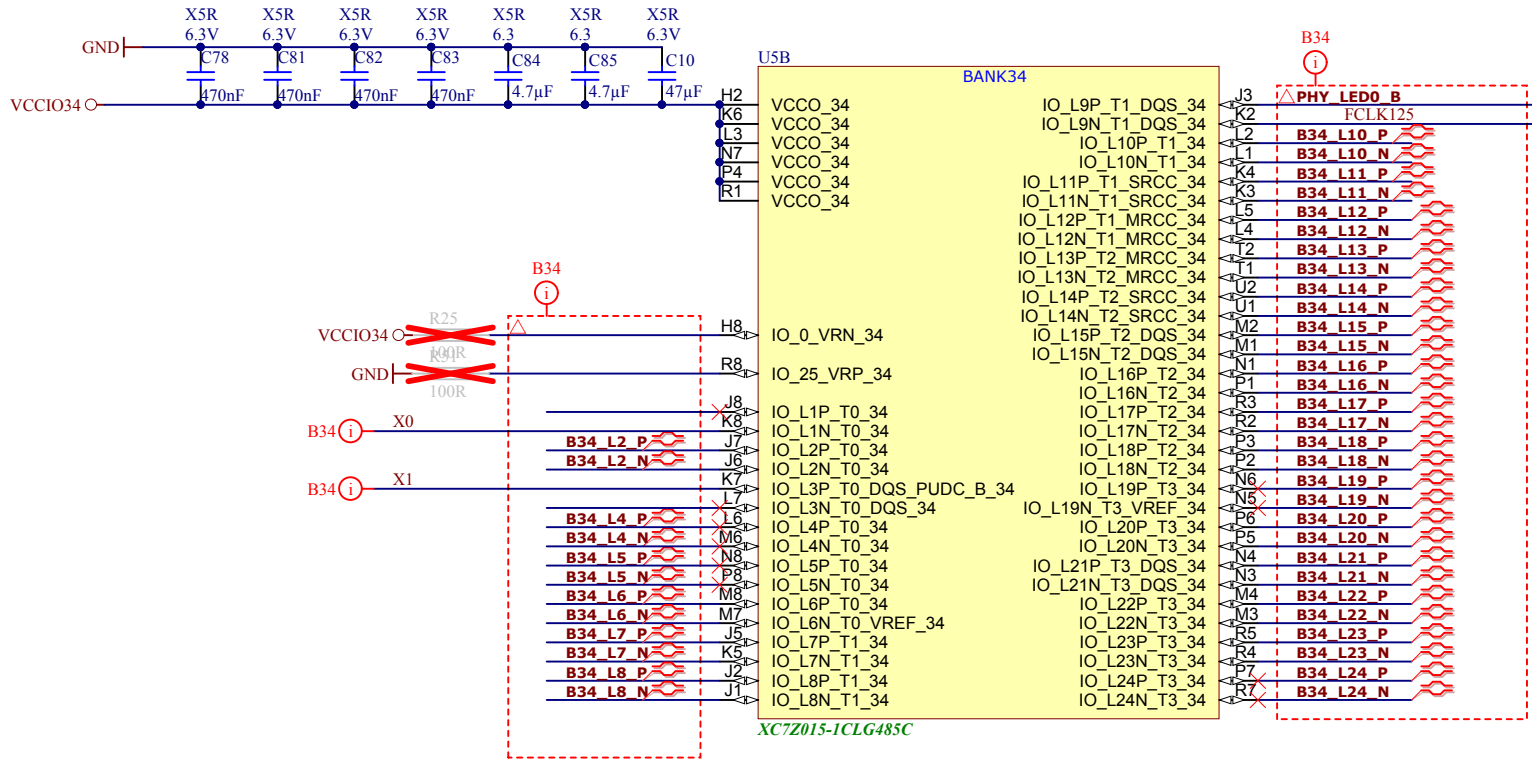 X5R X5R X5R X5R X5R X5R X5R
6.3V 6.3V 6.3V 6.3V 6.3 6.3 6.3V
GND
C78 C81 C82 C83 C84 C85 C10
470nF 470nF 470nF 470nF 4.7µF 4.7µF 47µF
VCCIO34
U5B
BANK34
B34
i
H2 VCCO_34
K6 VCCO_34
L3 VCCO_34
N7 VCCO_34
P4 VCCO_34
R1 VCCO_34
IO_L9P_T1_DQS_34 J3 PHY_LED0_B
IO_L9N_T1_DQS_34 K2 FCLK125
IO_L10P_T1_34 L2 B34_L10_P
IO_L10N_T1_34 L1 B34_L10_N
IO_L11P_T1_SRCC_34 K4 B34_L11_P
IO_L11N_T1_SRCC_34 K3 B34_L11_N
IO_L12P_T1_MRCC_34 L5 B34_L12_P
IO_L12N_T1_MRCC_34 L4 B34_L12_N
IO_L13P_T2_MRCC_34 T2 B34_L13_P
IO_L13N_T2_MRCC_34 T1 B34_L13_N
IO_L14P_T2_SRCC_34 U2 B34_L14_P
IO_L14N_T2_SRCC_34 U1 B34_L14_N
IO_L15P_T2_DQS_34 M2 B34_L15_P
IO_L15N_T2_DQS_34 M1 B34_L15_N
IO_L16P_T2_34 N1 B34_L16_P
IO_L16N_T2_34 P1 B34_L16_N
IO_L17P_T2_34 R3 B34_L17_P
IO_L17N_T2_34 R2 B34_L17_N
IO_L18P_T2_34 P3 B34_L18_P
IO_L18N_T2_34 P2 B34_L18_N
IO_L19P_T3_34 N6 B34_L19_P
IO_L19N_T3_VREF_34 N5 B34_L19_N
IO_L20P_T3_34 P6 B34_L20_P
IO_L20N_T3_34 P5 B34_L20_N
IO_L21P_T3_DQS_34 N4 B34_L21_P
IO_L21N_T3_DQS_34 N3 B34_L21_N
IO_L22P_T3_34 M4 B34_L22_P
IO_L22N_T3_34 M3 B34_L22_N
IO_L23P_T3_34 R5 B34_L23_P
IO_L23N_T3_34 R4 B34_L23_N
IO_L24P_T3_34 P7 B34_L24_P
IO_L24N_T3_34 R7 B34_L24_N
B34
i
R25
VCCIO34 H8 IO_0_VRN_34
100R
R51
GND R8 IO_25_VRP_34
100R
J8 IO_L1P_T0_34
B34 i X0 K8 IO_L1N_T0_34
B34_L2_P J7 IO_L2P_T0_34
B34_L2_N J6 IO_L2N_T0_34
B34 i X1 K7 IO_L3P_T0_DQS_PUDC_B_34
L7 IO_L3N_T0_DQS_34
B34_L4_P L6 IO_L4P_T0_34
B34_L4_N M6 IO_L4N_T0_34
B34_L5_P N8 IO_L5P_T0_34
B34_L5_N P8 IO_L5N_T0_34
B34_L6_P M8 IO_L6P_T0_34
B34_L6_N M7 IO_L6N_T0_VREF_34
B34_L7_P J5 IO_L7P_T1_34
B34_L7_N K5 IO_L7N_T1_34
B34_L8_P J2 IO_L8P_T1_34
B34_L8_N J1 IO_L8N_T1_34
XC7Z015-1CLG485C